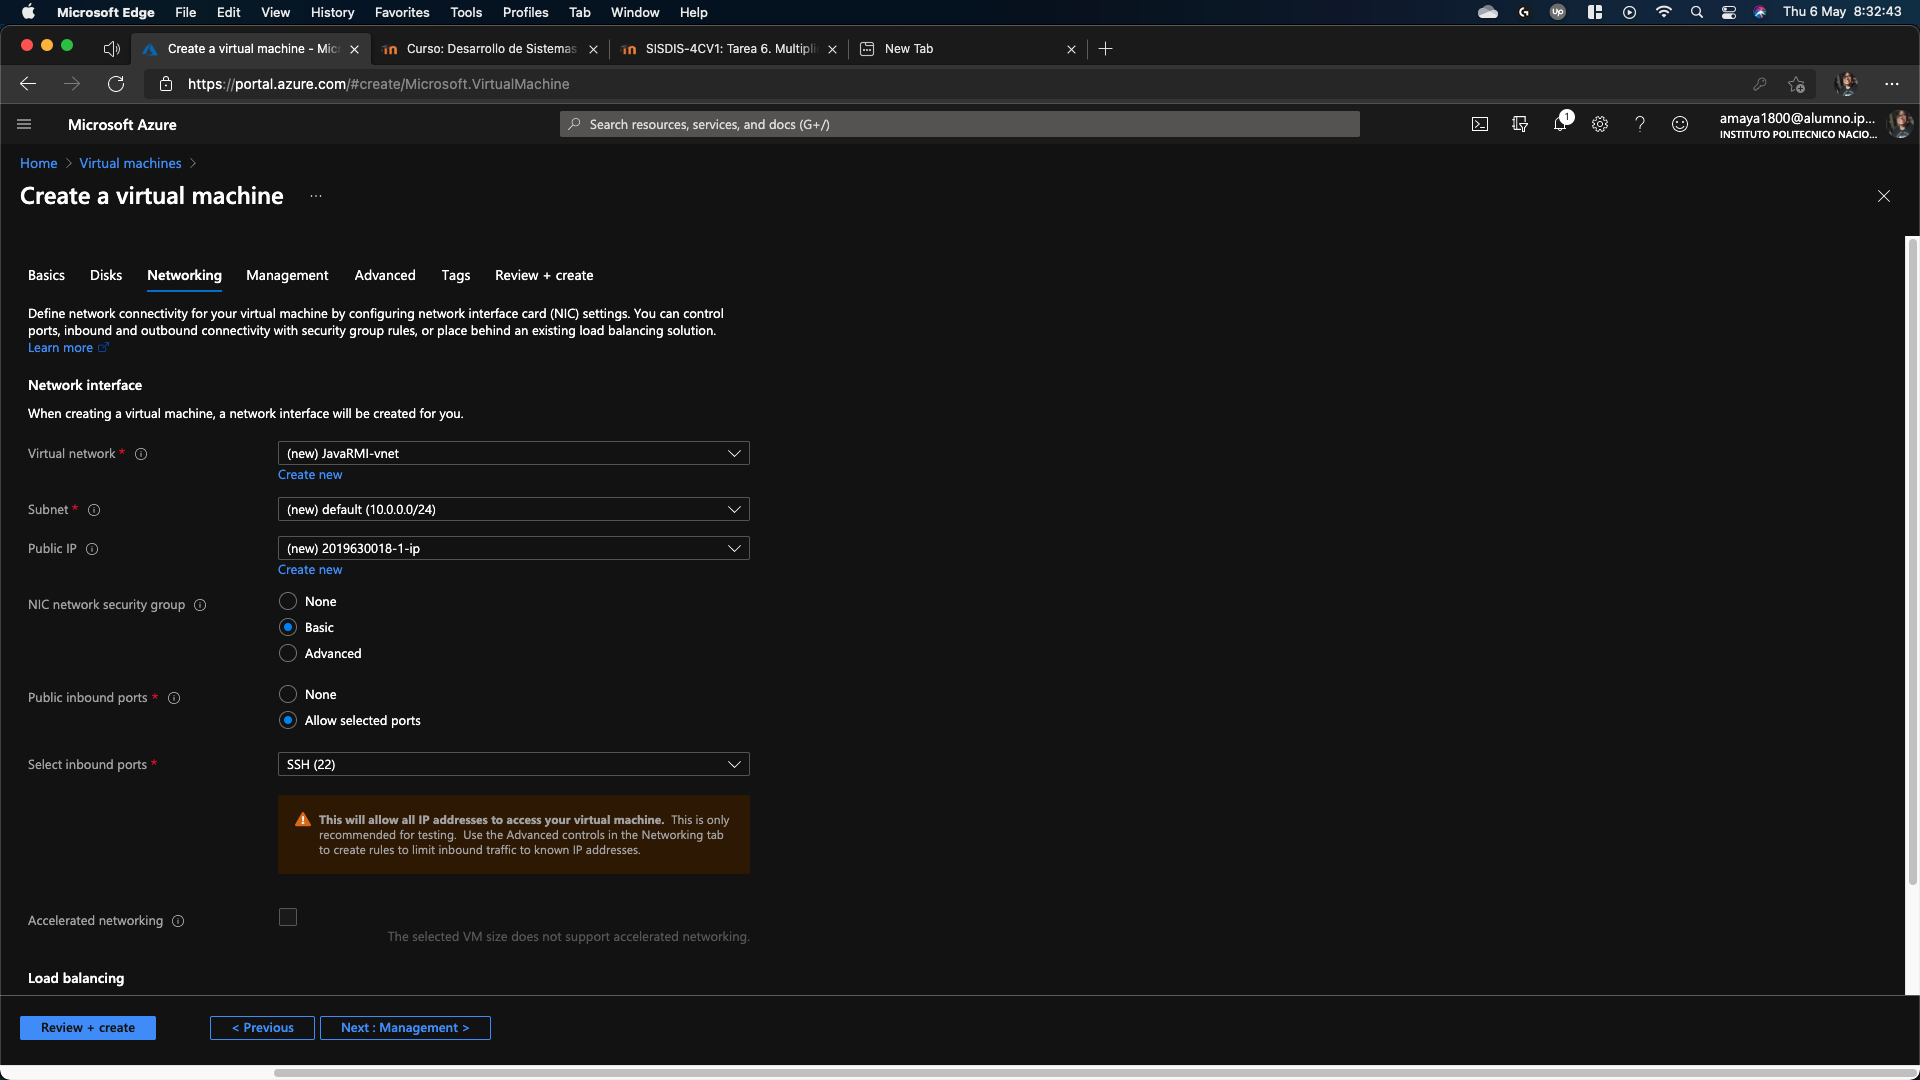 Microsoft Edge File Edit View History Favorites Tools Profiles Tab Window Help UP Thu 6 May 8:32:43
Create a virtual machine - Mic Curso: Desarrollo de Sistemas SISDIS-4CV1: Tarea 6. Multipli New Tab
https://portal.azure.com/#create/Microsoft.VirtualMachine
Microsoft Azure
Search resources, services, and docs (G+/)
1
amaya1800@alumno.ip...
INSTITUTO POLITECNICO NACIO...
Home > Virtual machines >
Create a virtual machine ...
Basics Disks Networking Management Advanced Tags Review + create
Define network connectivity for your virtual machine by configuring network interface card (NIC) settings. You can control
ports, inbound and outbound connectivity with security group rules, or place behind an existing load balancing solution.
Learn more
Network interface
When creating a virtual machine, a network interface will be created for you.
Virtual network * (new) JavaRMI-vnet
Create new
Subnet * (new) default (10.0.0.0/24)
Public IP (new) 2019630018-1-ip
Create new
NIC network security group None
Basic
Advanced
Public inbound ports * None
Allow selected ports
Select inbound ports * SSH (22)
This will allow all IP addresses to access your virtual machine. This is only
recommended for testing. Use the Advanced controls in the Networking tab
to create rules to limit inbound traffic to known IP addresses.
Accelerated networking
The selected VM size does not support accelerated networking.
Load balancing
Review + create < Previous Next : Management >